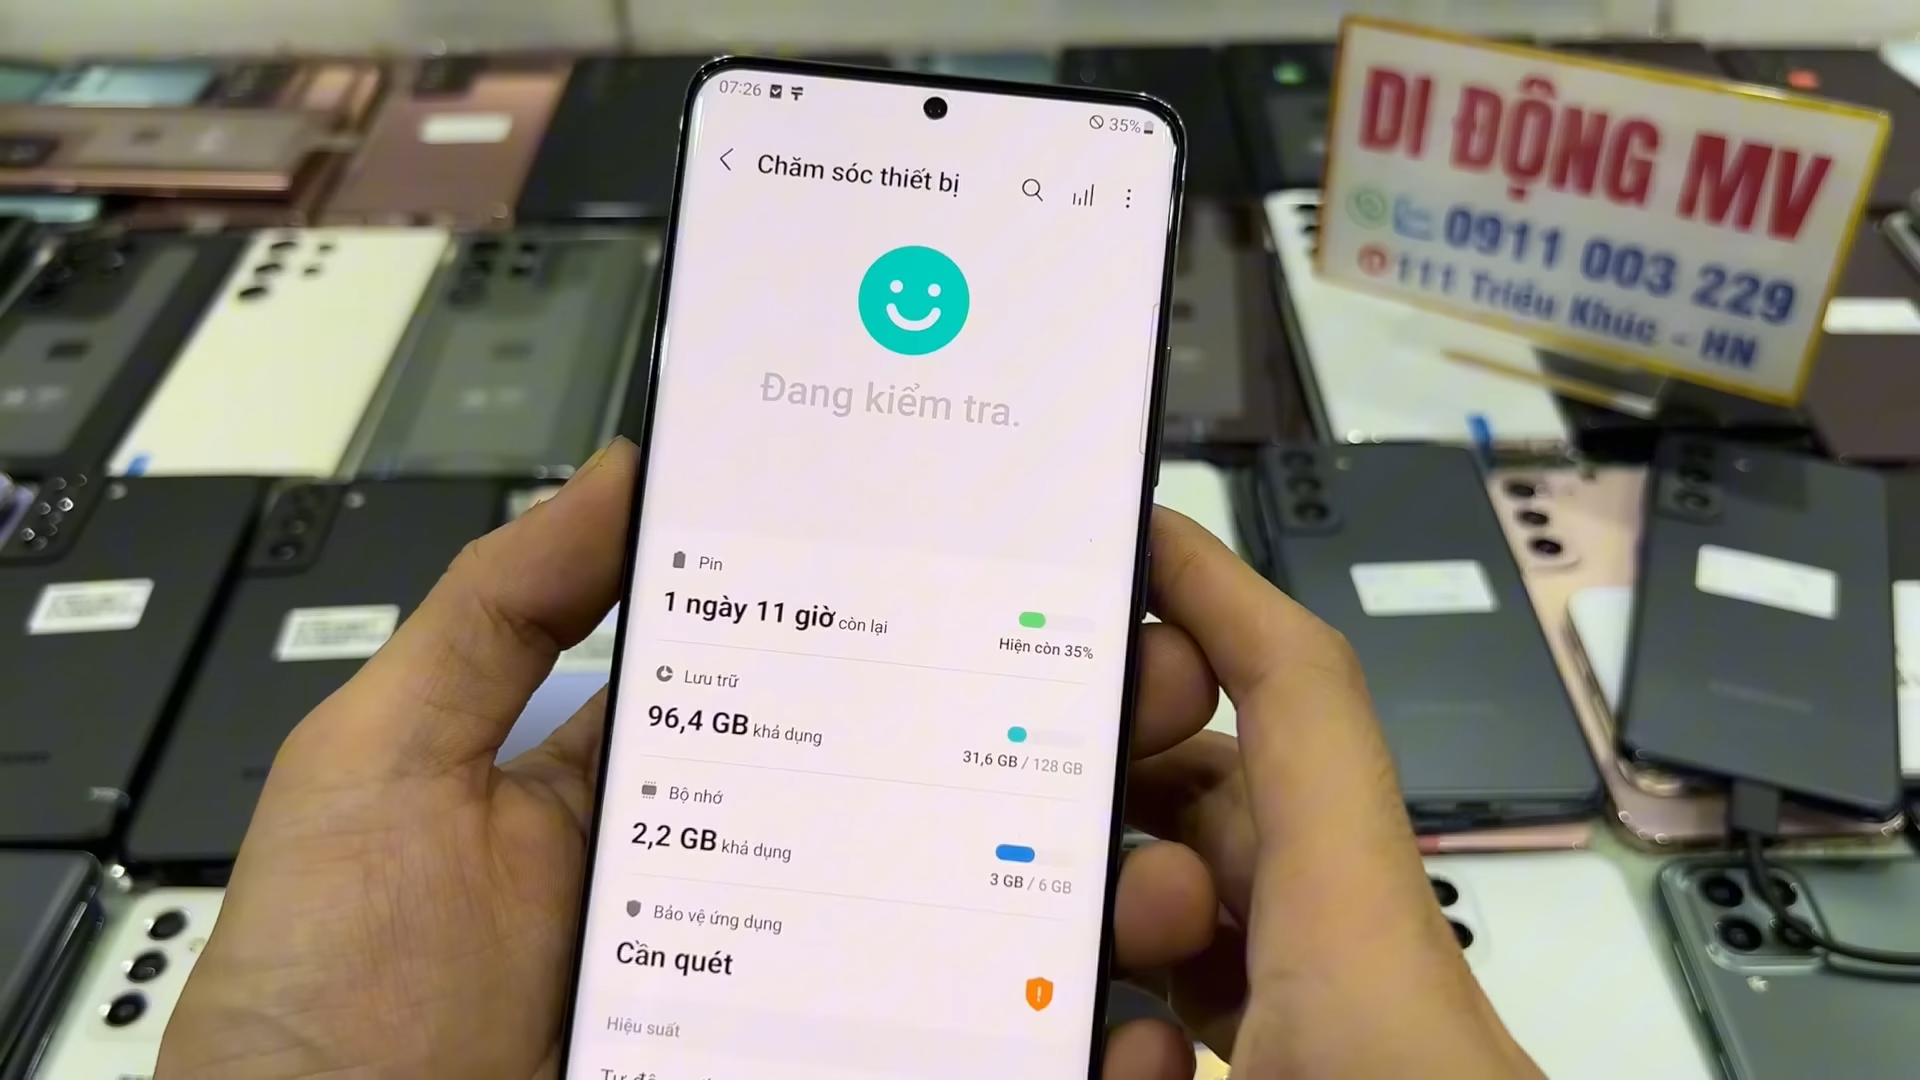 07:26
35%
Chăm sóc thiết bị
Đang kiểm tra.
Pin
1 ngày 11 giờ còn lại
Hiện còn 35%
Lưu trữ
96,4 GB khả dụng
31,6 GB / 128 GB
Bộ nhớ
2,2 GB khả dụng
3 GB / 6 GB
Bảo vệ ứng dụng
Cần quét
Hiệu suất
DI ĐỘNG MV
0911 003 229
111 Triều Khúc - HN